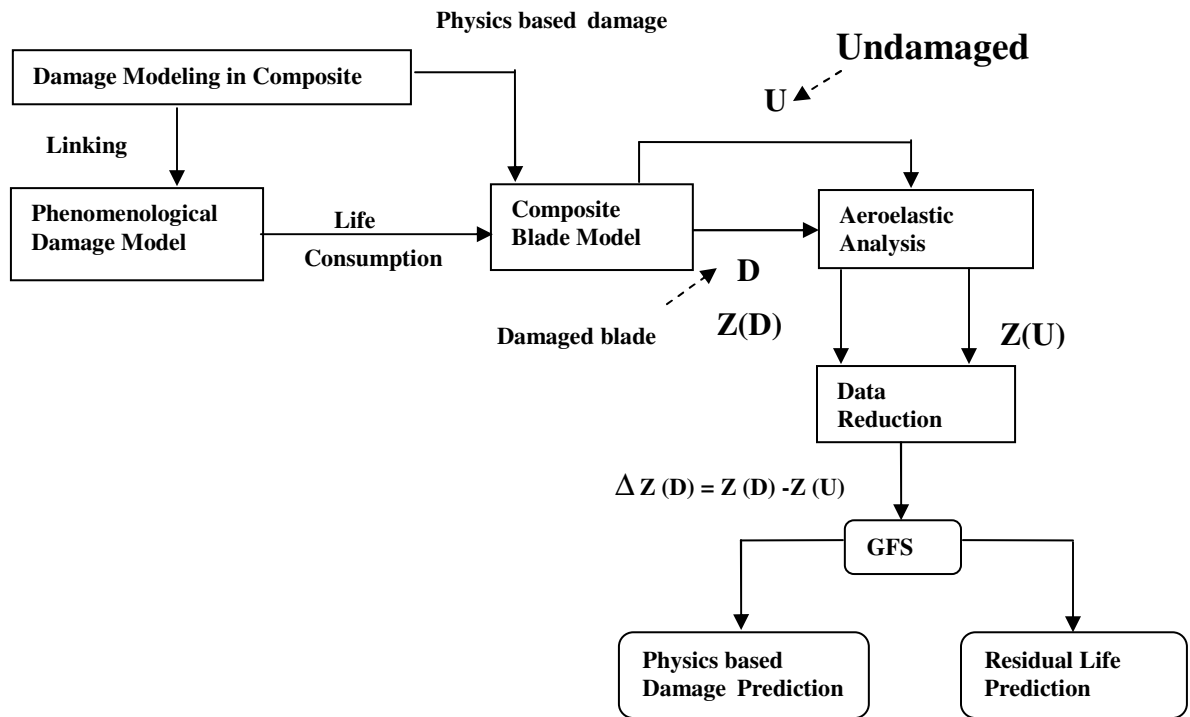 Physics based damage
Undamaged
Damage Modeling in Composite
U
Linking
Phenomenological
Damage Model
Life
Consumption
Composite
Blade Model
Aeroelastic
Analysis
D
Damaged blade
Z(D)
Z(U)
Data
Reduction
Δ Z (D) = Z (D) -Z (U)
GFS
Physics based
Damage Prediction
Residual Life
Prediction